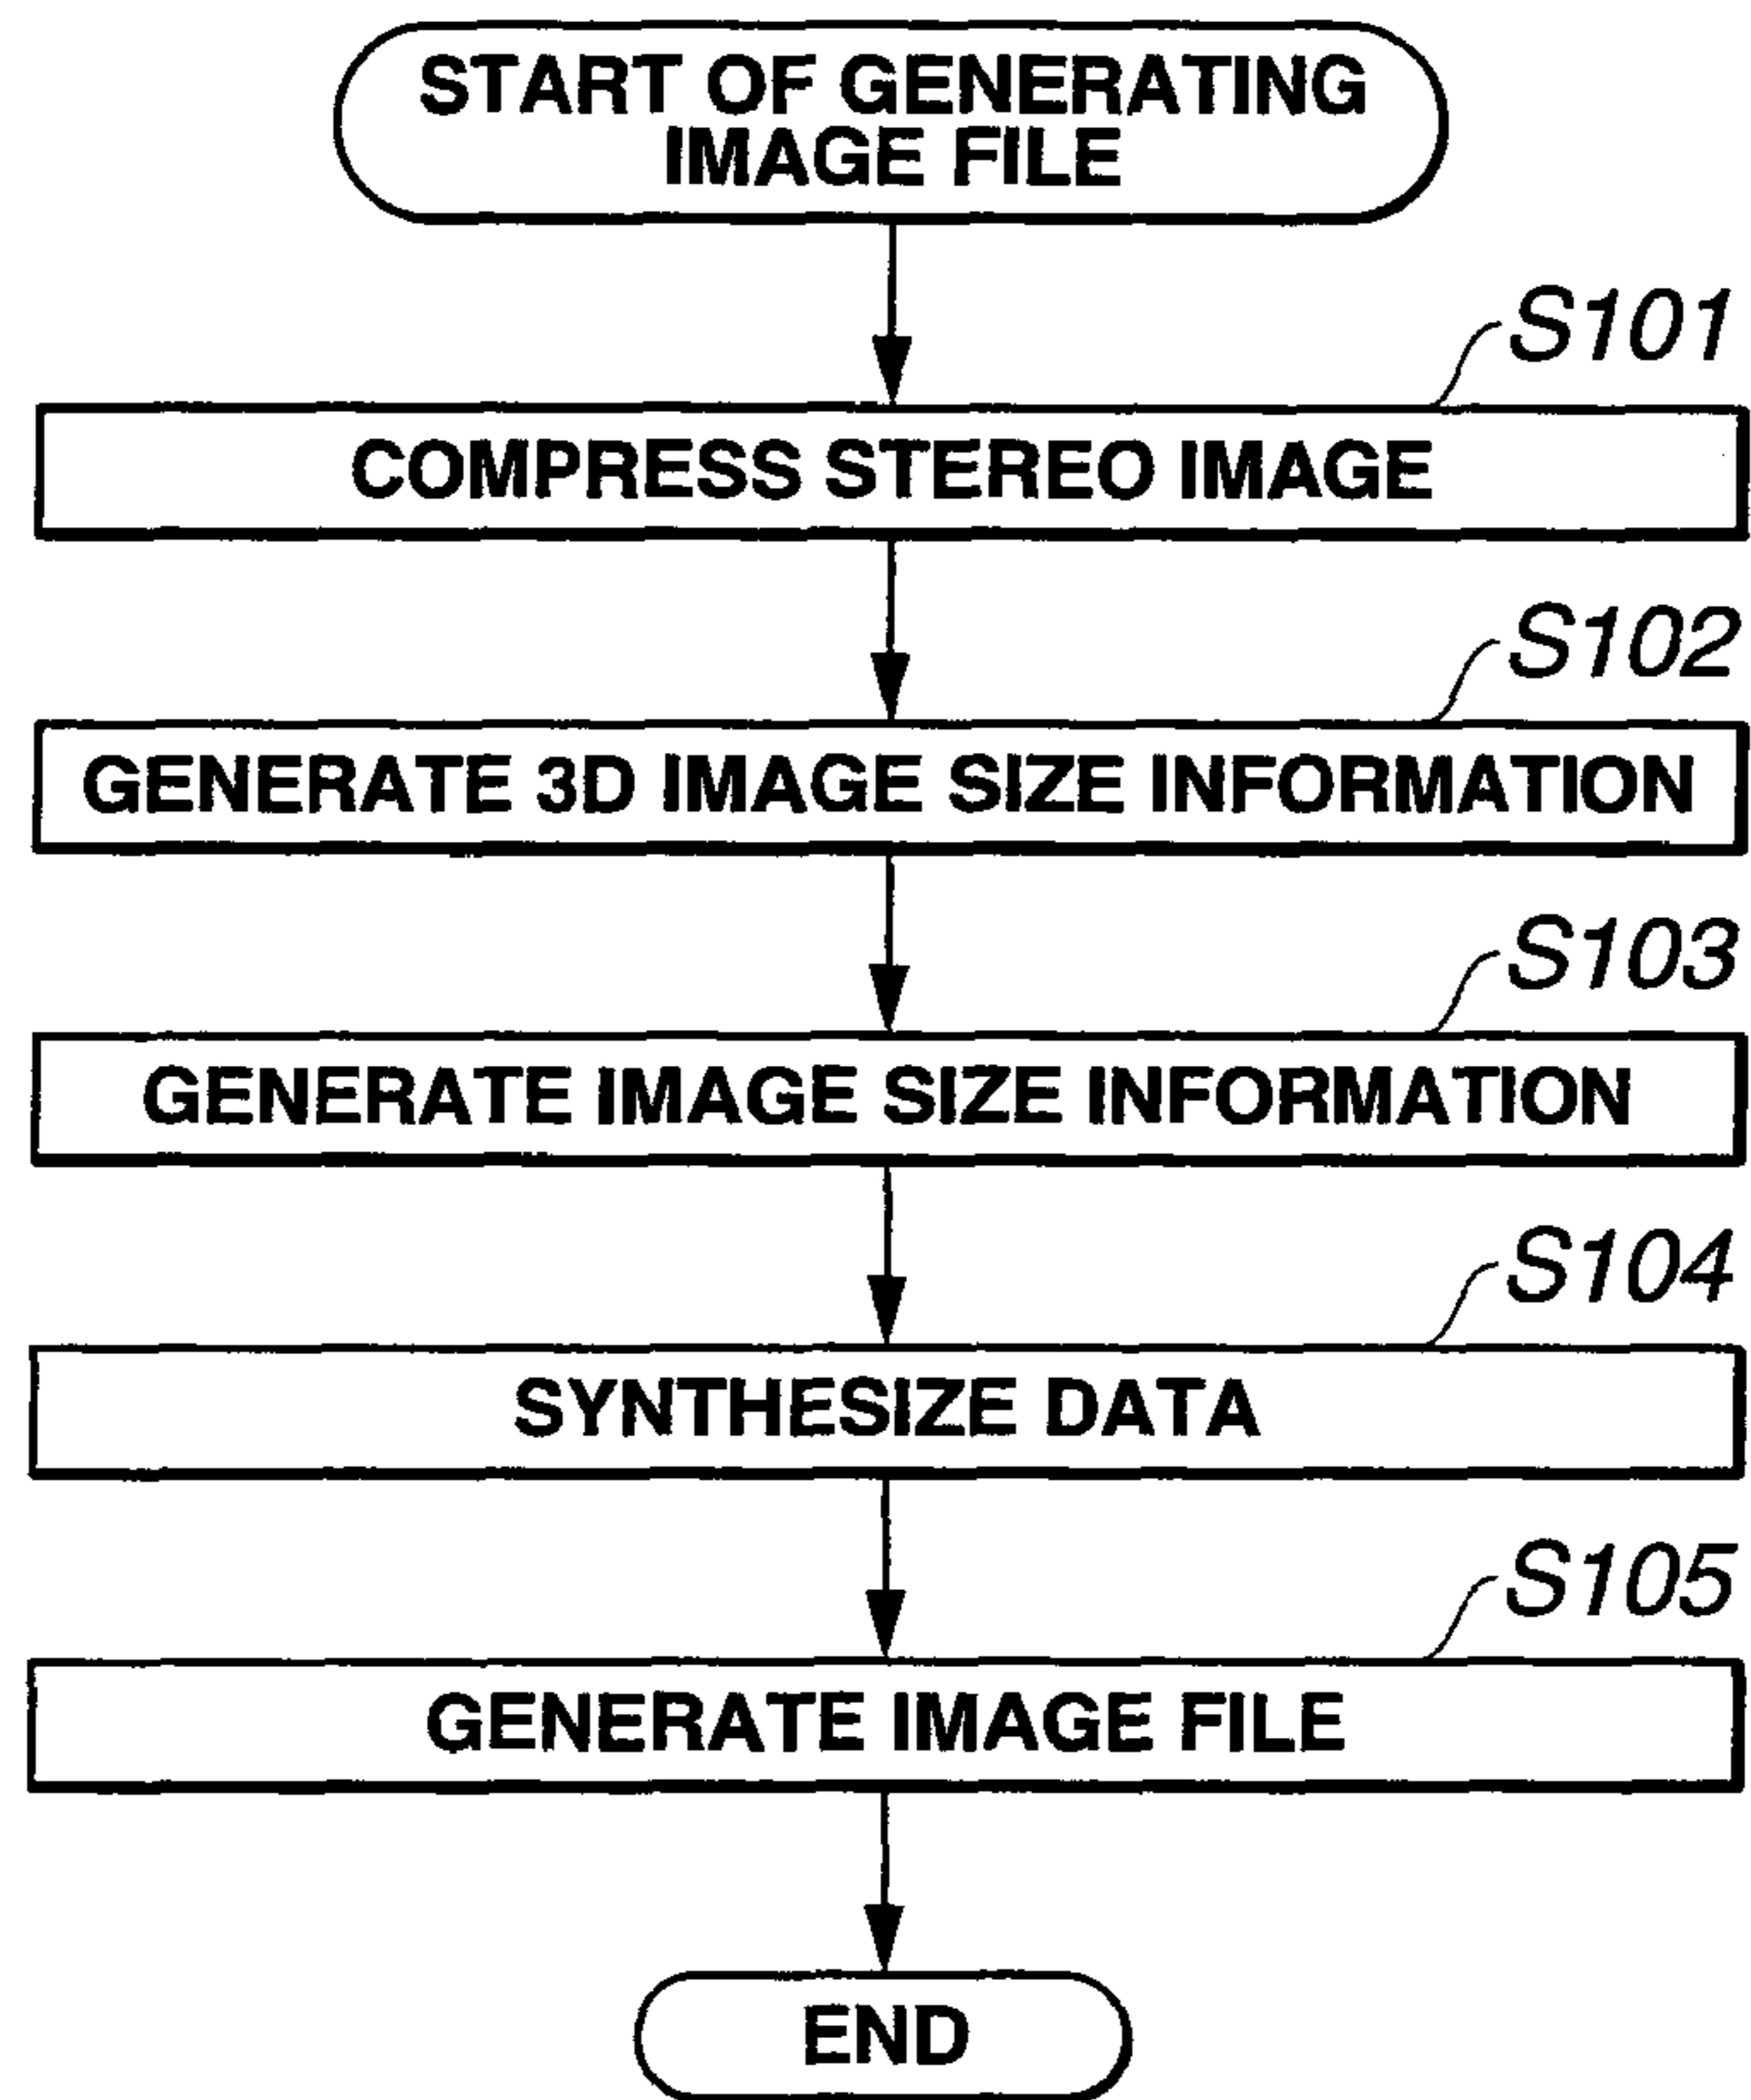 START OF GENERATING
IMAGE FILE
S101
COMPRESS STEREO IMAGE
S102
GENERATE 3D IMAGE SIZE INFORMATION
S103
GENERATE IMAGE SIZE INFORMATION
S104
SYNTHESIZE DATA
S105
GENERATE IMAGE FILE
END